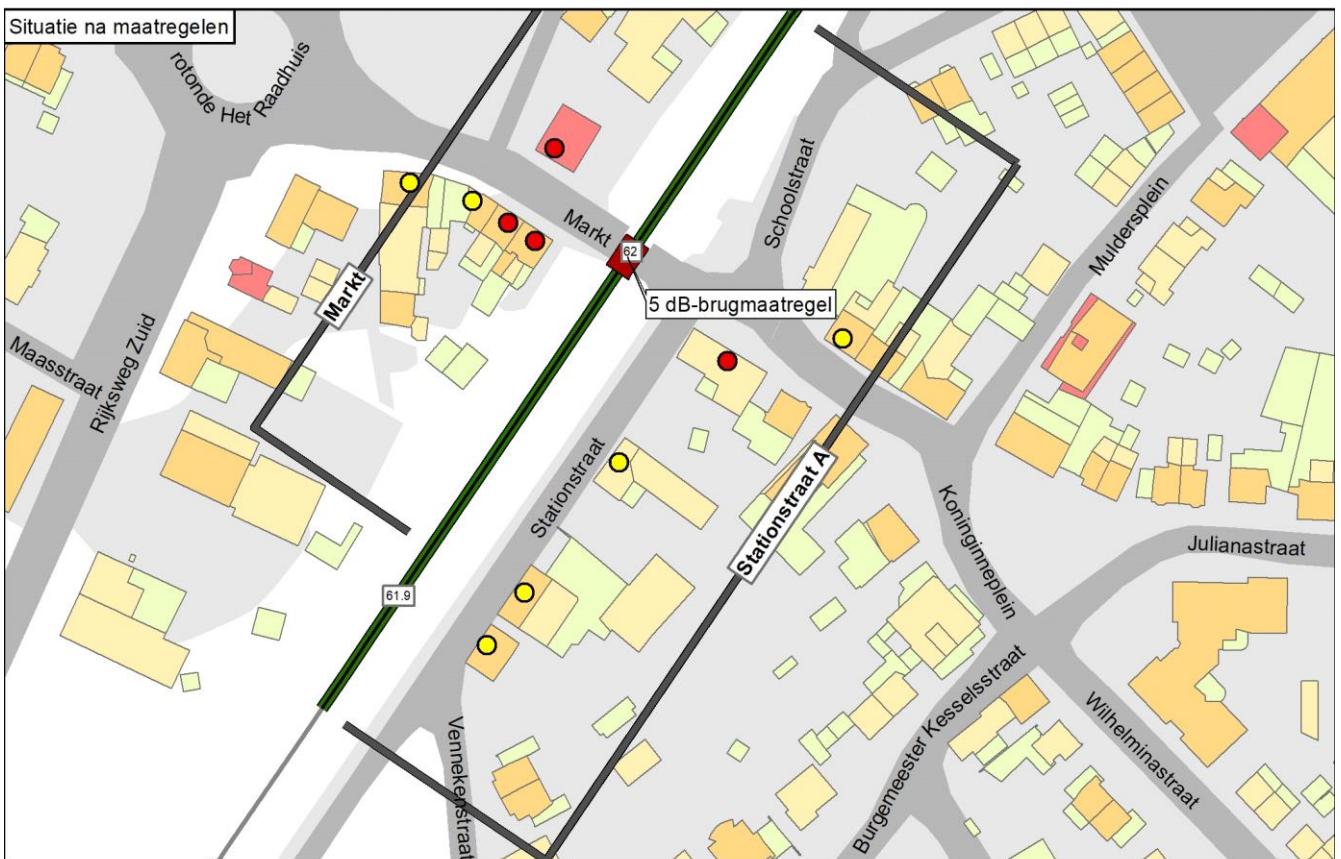 Situatie na maatregelen
rotonde Het Raadhuis
Markt
62
Schoolstraat
Muldersplein
5 dB-brugmaatregel
Markt
Maasstraat
Rijksweg Zuid
Stationstraat
Stationstraat A
Koninginneplein
Julianastraat
61.9
Vennekenstraat
Burgemeester Kesselsstraat
Wilhelminastraat